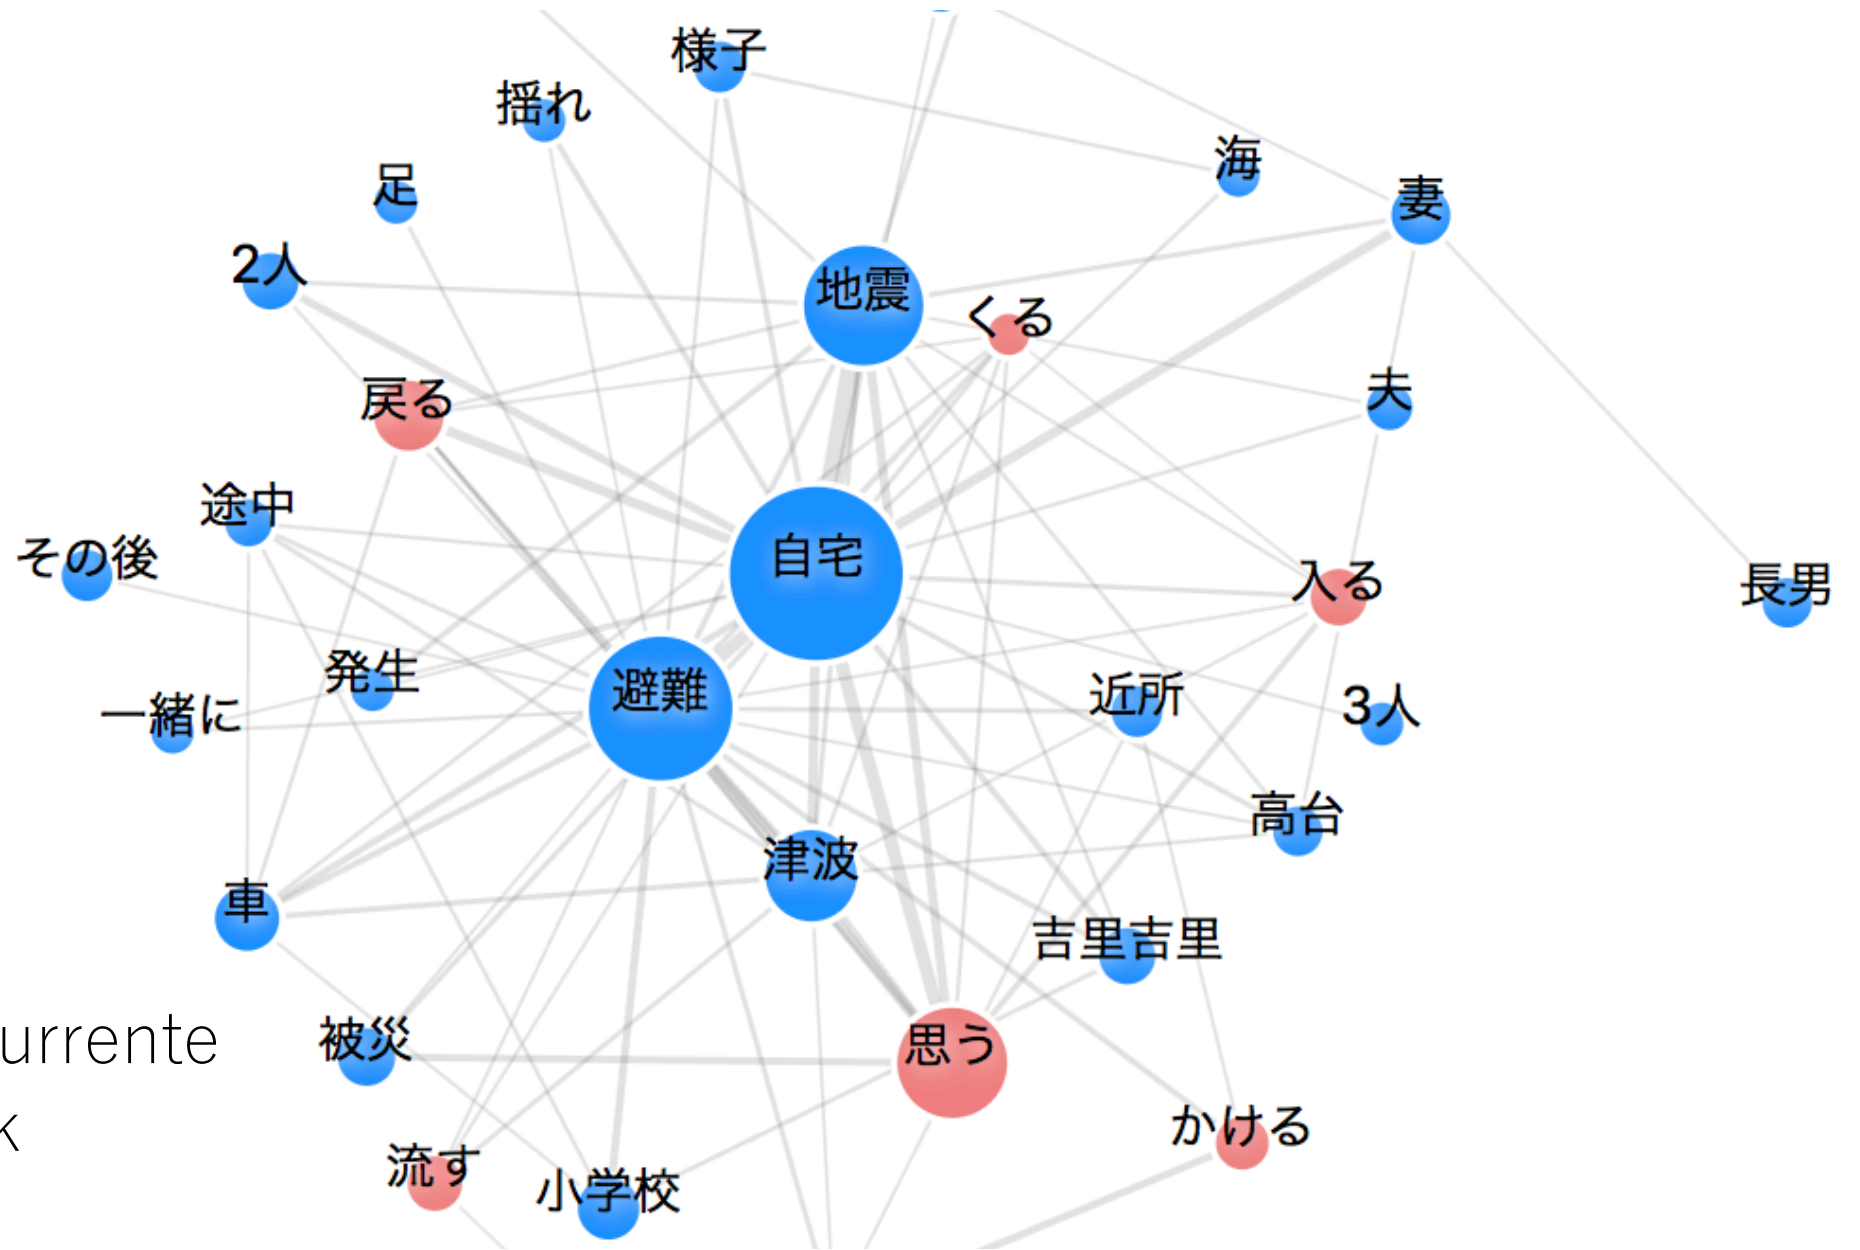 様子
揺れ
海
足
妻
2人
地震
くる
夫
戻る
途中
その後
自宅
入る
長男
発生
避難
近所
3人
一緒に
高台
津波
車
吉里吉里
urrente
被災
思う
k
かける
流す
小学校